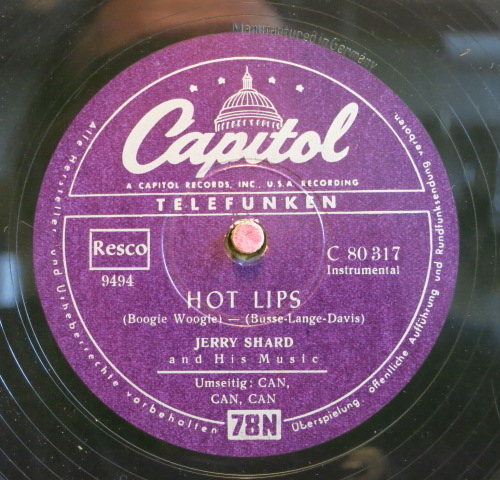 Manufactured in Germany
Capitol
A CAPITOL RECORDS, INC., U.S.A. RECORDING
TELEFUNKEN
Resco
9494
C 80 317
Instrumental
HOT LIPS
(Boogie Woogie) — (Busse-Lange-Davis)
JERRY SHARD
and His Music
Umseitig: CAN,
CAN, CAN
78N
Alle Hersteller- und Urheberrechte vorbehalten
Überspielung, öffentliche Aufführung und Rundfunksendung verboten.